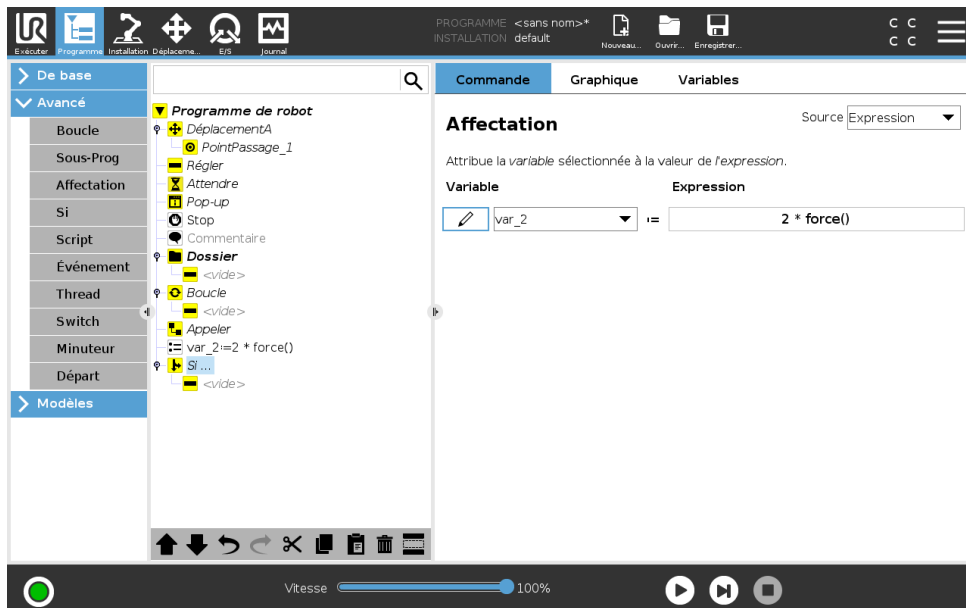 PROGRAMME <sans nom>*
INSTALLATION default
Exécuter Programme Installation Déplaceme... E/S Journal
Nouveau... Ouvrir... Enregistrer...
C C
C C
De base
Avancé
Boucle
Sous-Prog
Affectation
Si
Script
Événement
Thread
Switch
Minuteur
Départ
Modèles
Programme de robot
DéplacementA
PointPassage_1
Régler
Attendre
Pop-up
Stop
Commentaire
Dossier
<vide>
Boucle
<vide>
Appeler
var_2:=2 * force()
Si ...
<vide>
Commande Graphique Variables
Affectation
Source Expression
Attribue la variable sélectionnée à la valeur de l'expression.
Variable Expression
var_2 := 2 * force()
Vitesse 100%